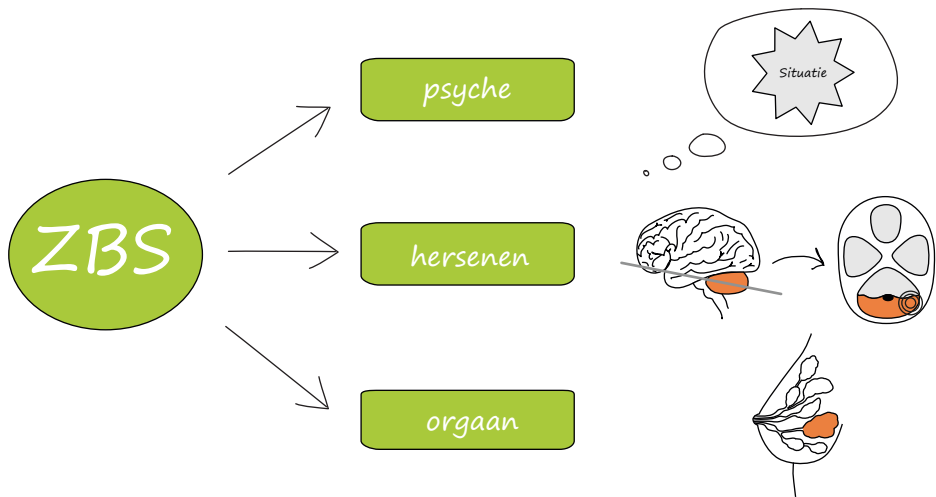 ZBS
psyche
Situatie
hersenen
orgaan